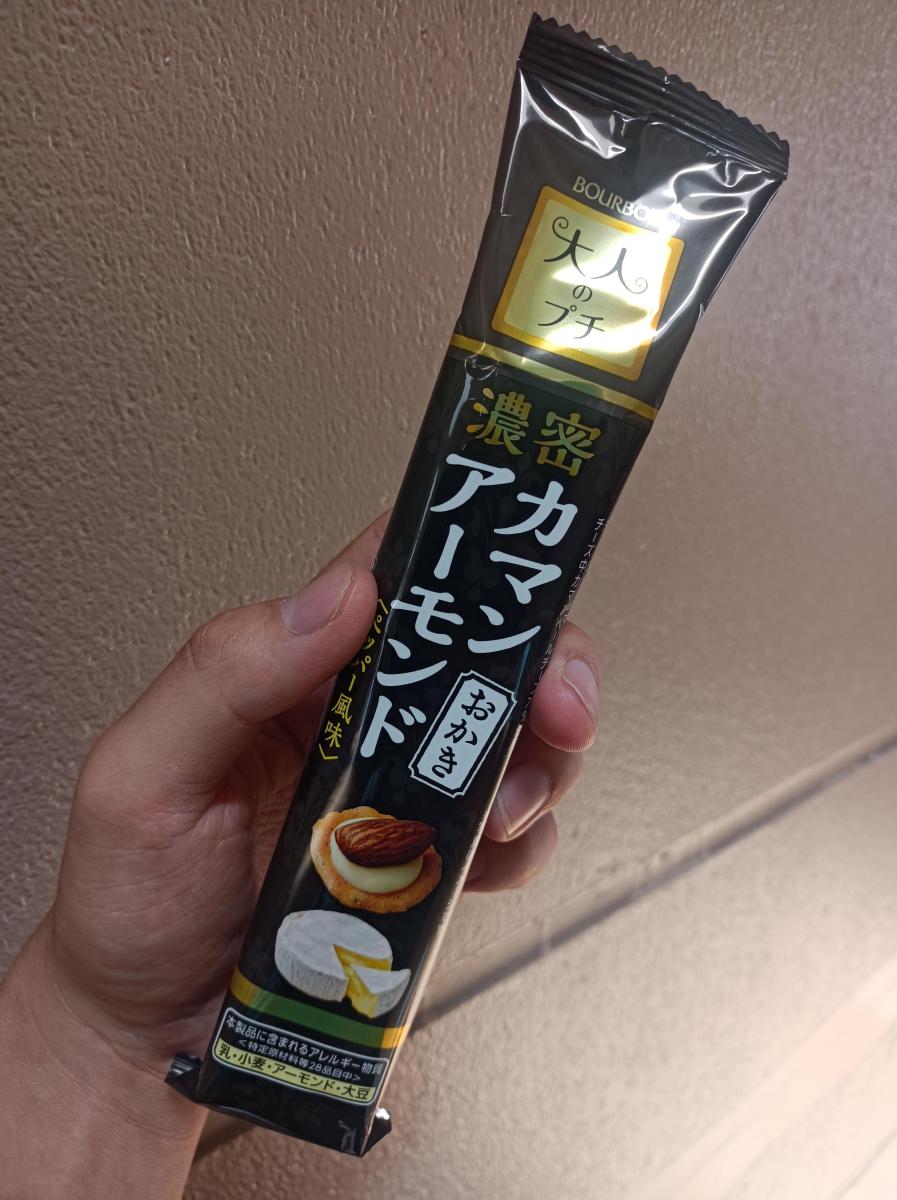 BOURBON
大人
の
プチ
濃密
カマン
アーモンド
おかき
<ペッパー風味>
本製品に含まれるアレルギー物質
<特定原材料等28品目中>
乳・小麦・アーモンド・大豆